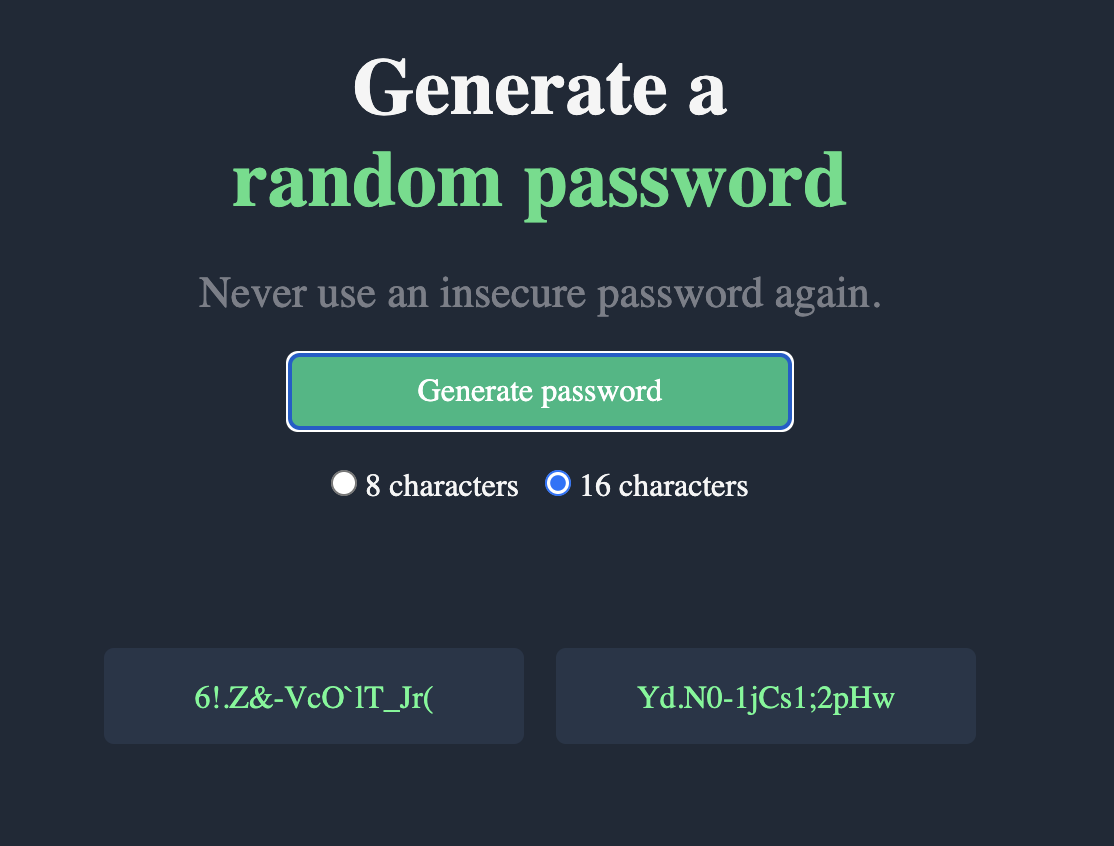 Generate a
random password
Never use an insecure password again.
Generate password
8 characters 16 characters
6!.Z&-VcO`lT_Jr( Yd.N0-1jCs1;2pHw